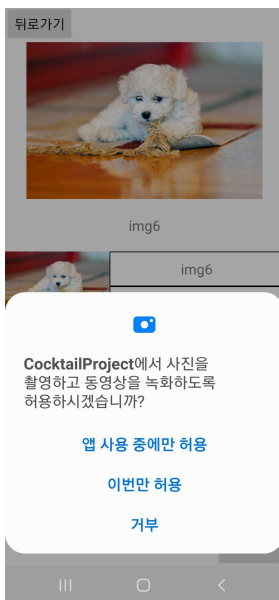 뒤로가기
img6
img6
CocktailProject에서 사진을
촬영하고 동영상을 녹화하도록
허용하시겠습니까?
앱 사용 중에만 허용
이번만 허용
거부